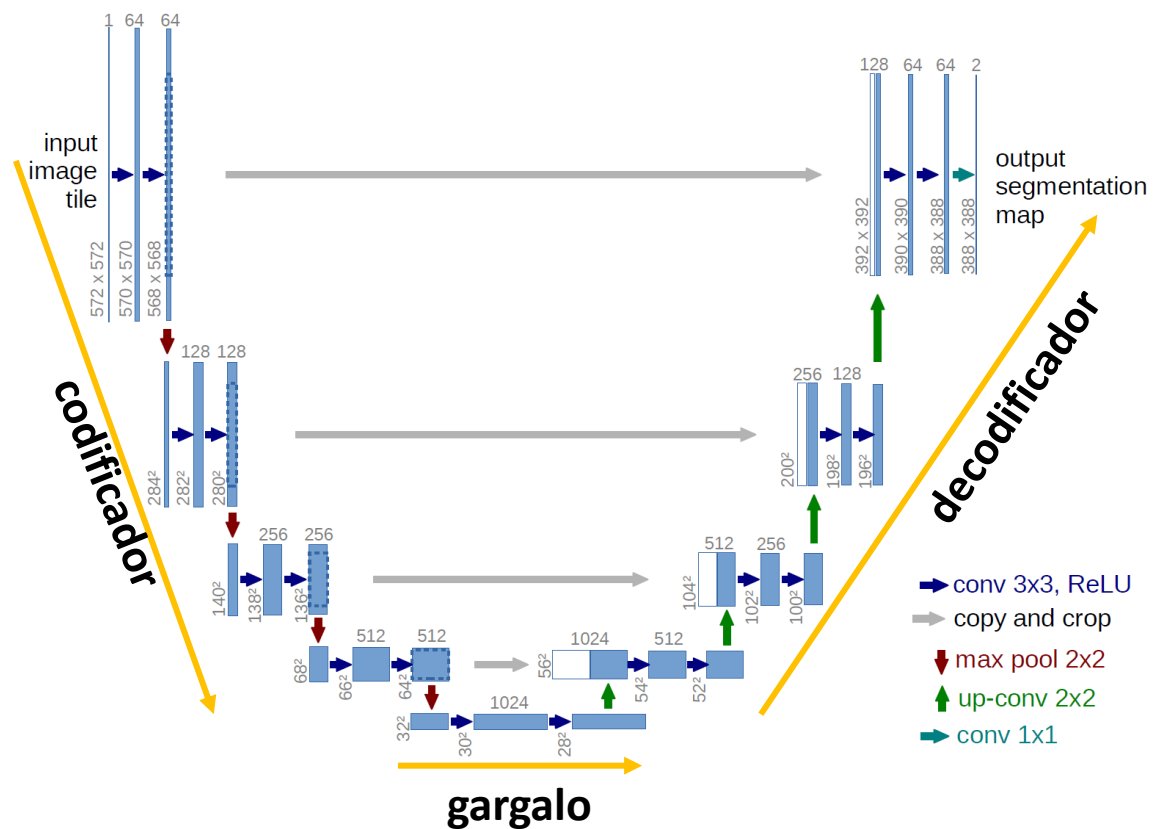 1 64 64
input
image
tile
572 x 572
570 x 570
568 x 568
128 64 64 2
output
segmentation
map
392 x 392
390 x 390
388 x 388
388 x 388
128 128
284²
282²
280²
256 128
200²
198²
196²
codificador
decodificador
256 256
140²
138²
136²
512 256
104²
102²
100²
512 512
68²
66²
64²
1024 512
56²
54²
52²
1024
32²
30²
28²
gargalo
conv 3x3, ReLU
copy and crop
max pool 2x2
up-conv 2x2
conv 1x1